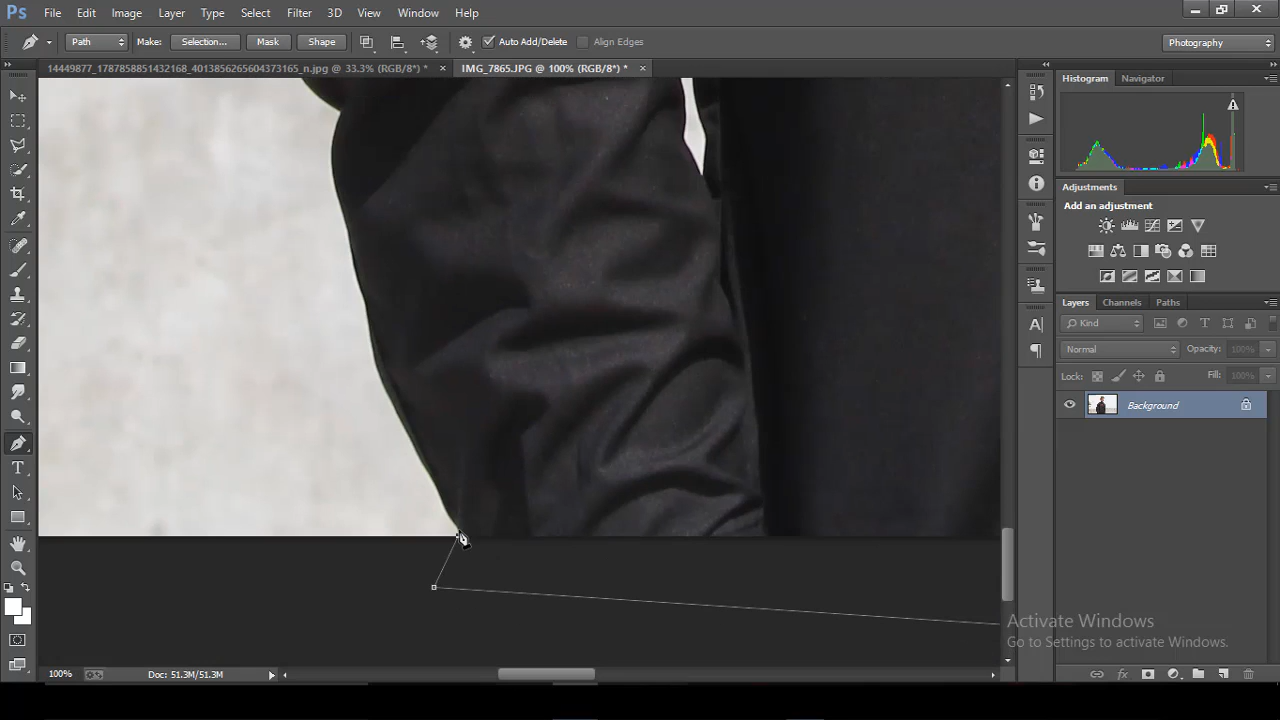 Ps File Edit Image Layer Type Select Filter 3D View Window Help
Path Make: Selection... Mask Shape Auto Add/Delete Align Edges Photography
14449877_1787858851432168_4013856265604373165_n.jpg @ 33.3% (RGB/8*) * × IMG_7865.JPG @ 100% (RGB/8*) * ×
Histogram Navigator
Adjustments
Add an adjustment
Layers Channels Paths
Kind
Normal Opacity: 100%
Lock: Fill: 100%
Background
Activate Windows
Go to Settings to activate Windows.
100% Doc: 51.3M/51.3M